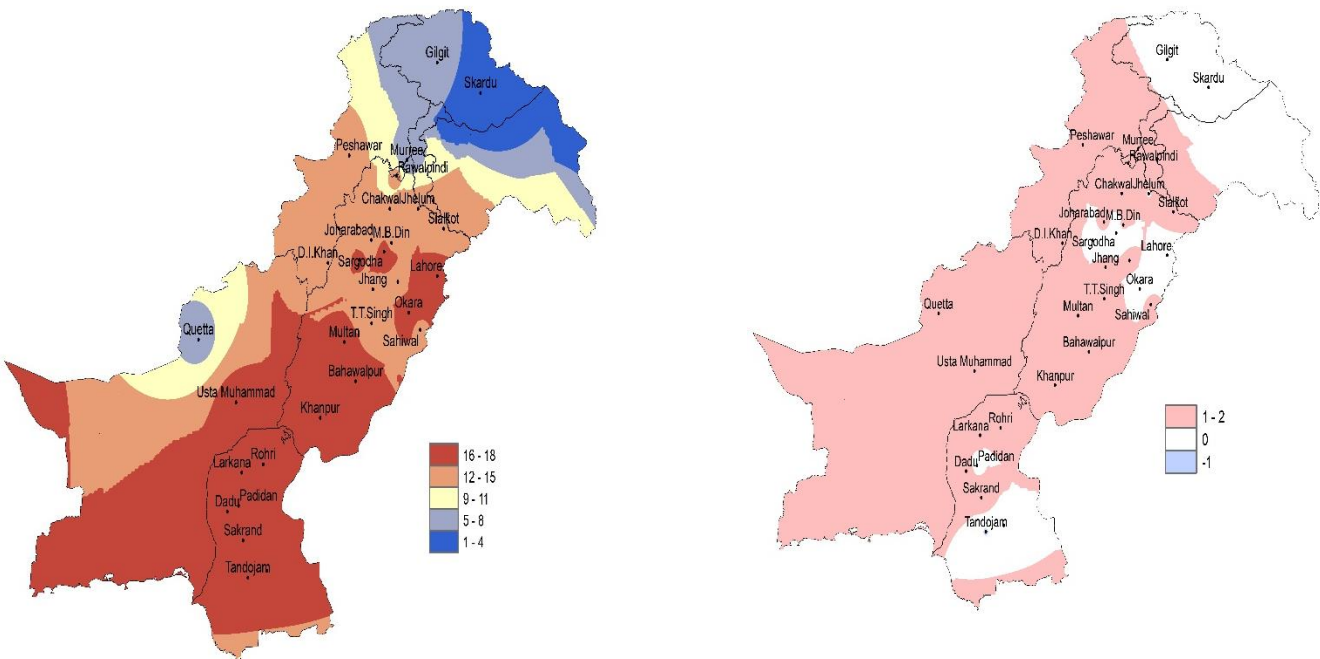 Gilgit
Skardu
Peshawar
Murree
Rawalpindi
Chakwal Jhelum
Sialkot
Joharabad M.B.Din
D.I.Khan
Sargodha
Lahore
Jhang
Okara
T.T.Singh
Quetta
Multan
Sahiwal
Bahawalpur
Usta Muhammad
Khanpur
Rohri
Larkana
Padidan
Dadu
Sakrand
Tandojam
16 - 18
12 - 15
9 - 11
5 - 8
1 - 4
Gilgit
Skardu
Peshawar
Murree
Rawalpindi
Chakwal Jhelum
Sialkot
Joharabad M.B.Din
D.I.Khan
Sargodha
Lahore
Jhang
Okara
T.T.Singh
Quetta
Multan
Sahiwal
Bahawalpur
Usta Muhammad
Khanpur
Rohri
Larkana
Padidan
Dadu
Sakrand
Tandojam
1 - 2
0
-1